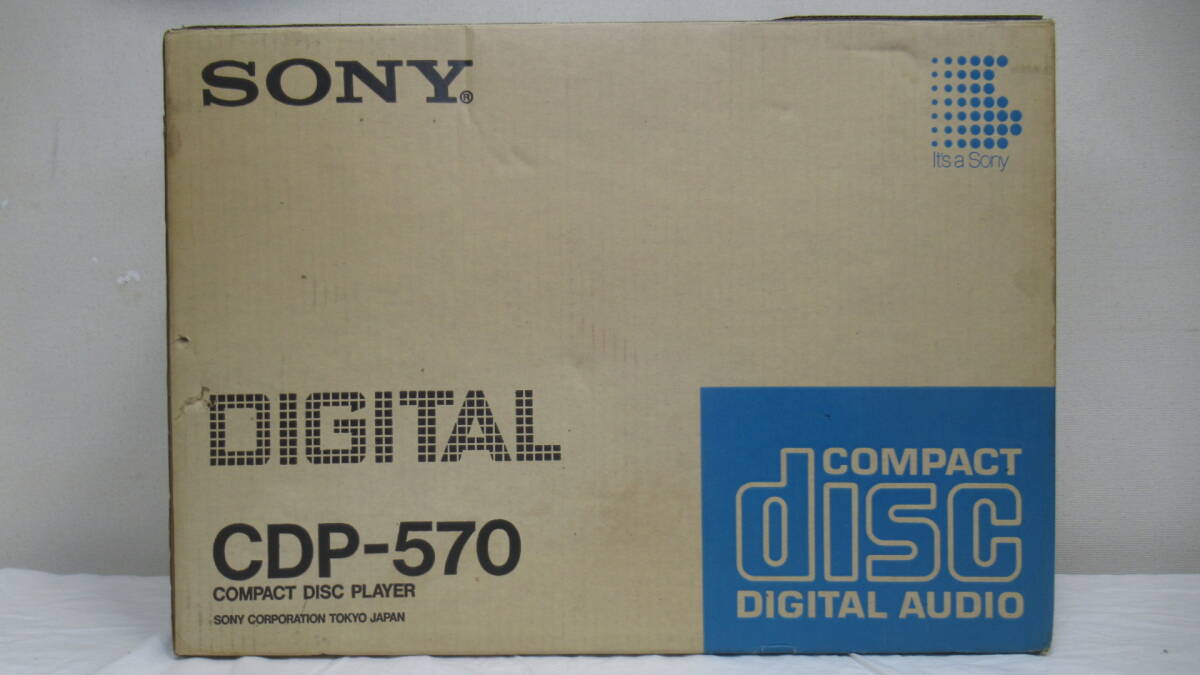 SONY®
It's a Sony
DIGITAL
COMPACT
disc
DIGITAL AUDIO
CDP-570
COMPACT DISC PLAYER
SONY CORPORATION TOKYO JAPAN